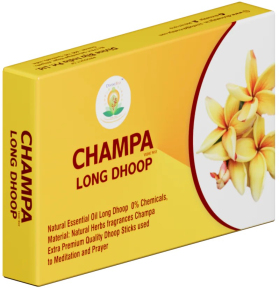 CHAMPA
LONG DHOOP
Natural Essential Oil Long Dhoop 0% Chemicals,
Material: Natural Herbs fragrances Champa
Extra Premium Quality Dhoop Sticks used
to Meditation and Prayer
CHAMPA
LONG DHOOP